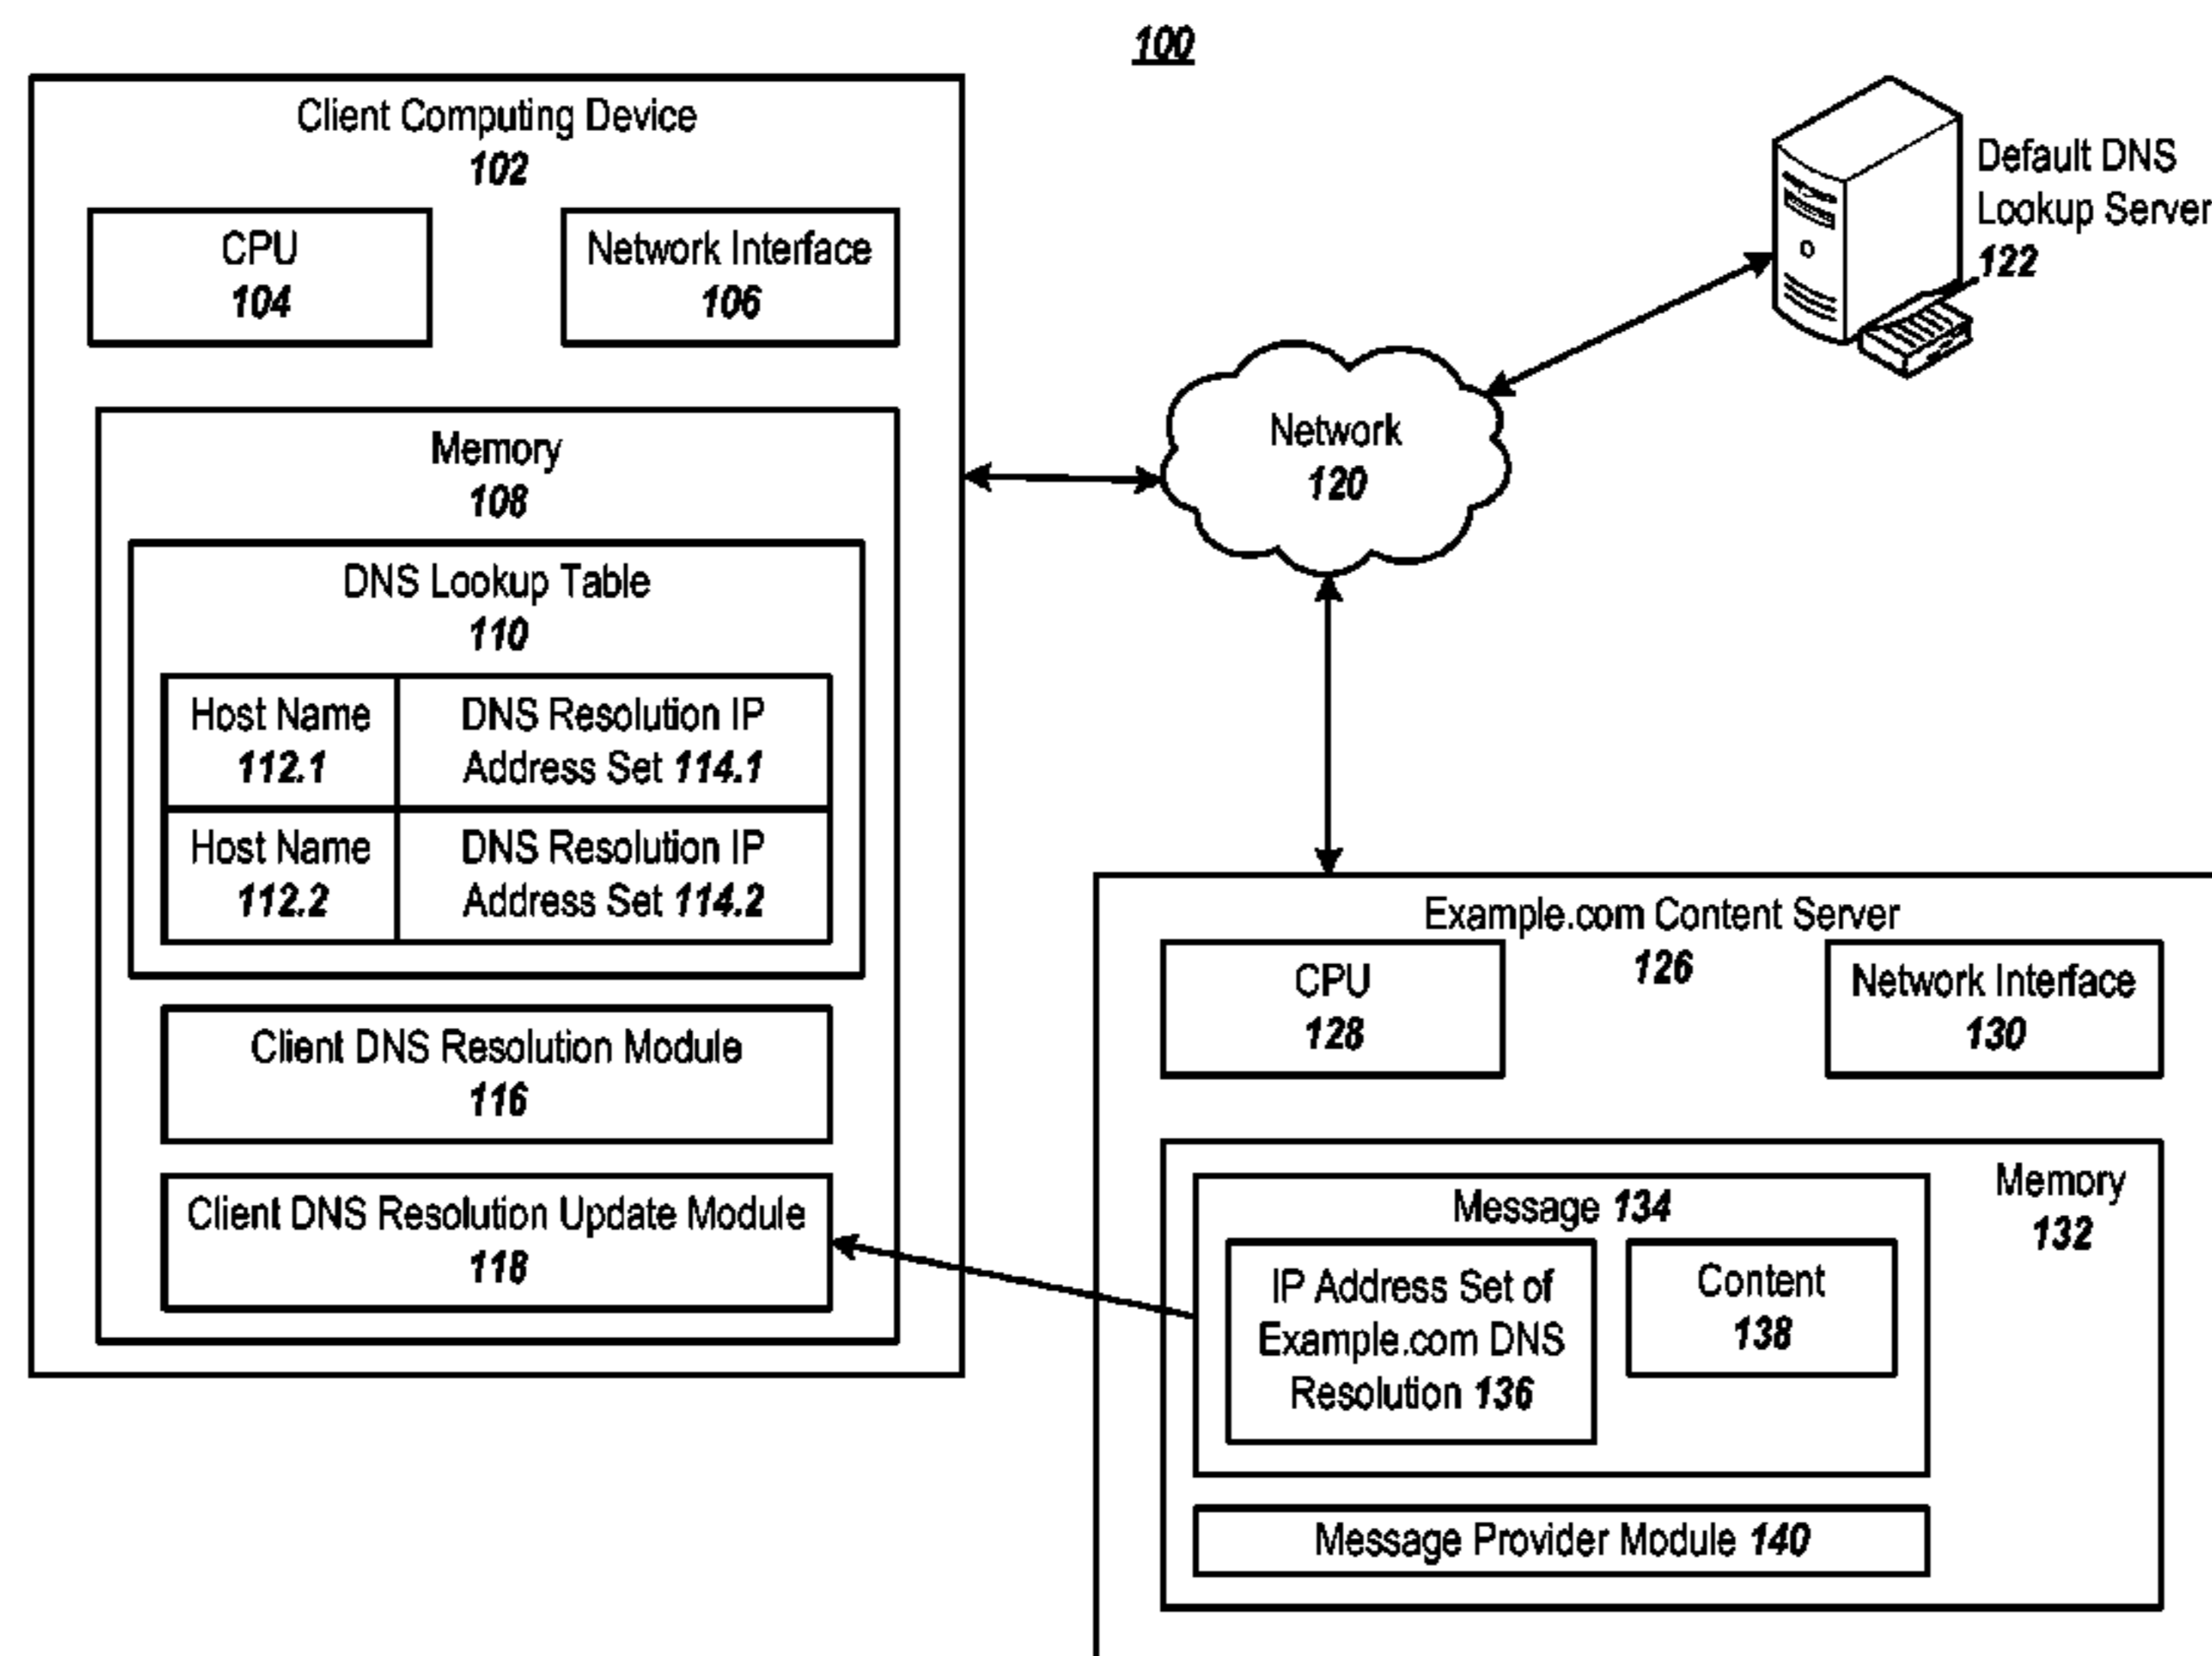 100
Client Computing Device
102
CPU
104
Network Interface
106
Memory
108
DNS Lookup Table
110
Host Name
112.1
DNS Resolution IP
Address Set 114.1
Host Name
112.2
DNS Resolution IP
Address Set 114.2
Client DNS Resolution Module
116
Client DNS Resolution Update Module
118
Network
120
Default DNS
Lookup Server
122
Example.com Content Server
126
CPU
128
Network Interface
130
Memory
132
Message 134
IP Address Set of
Example.com DNS
Resolution 136
Content
138
Message Provider Module 140